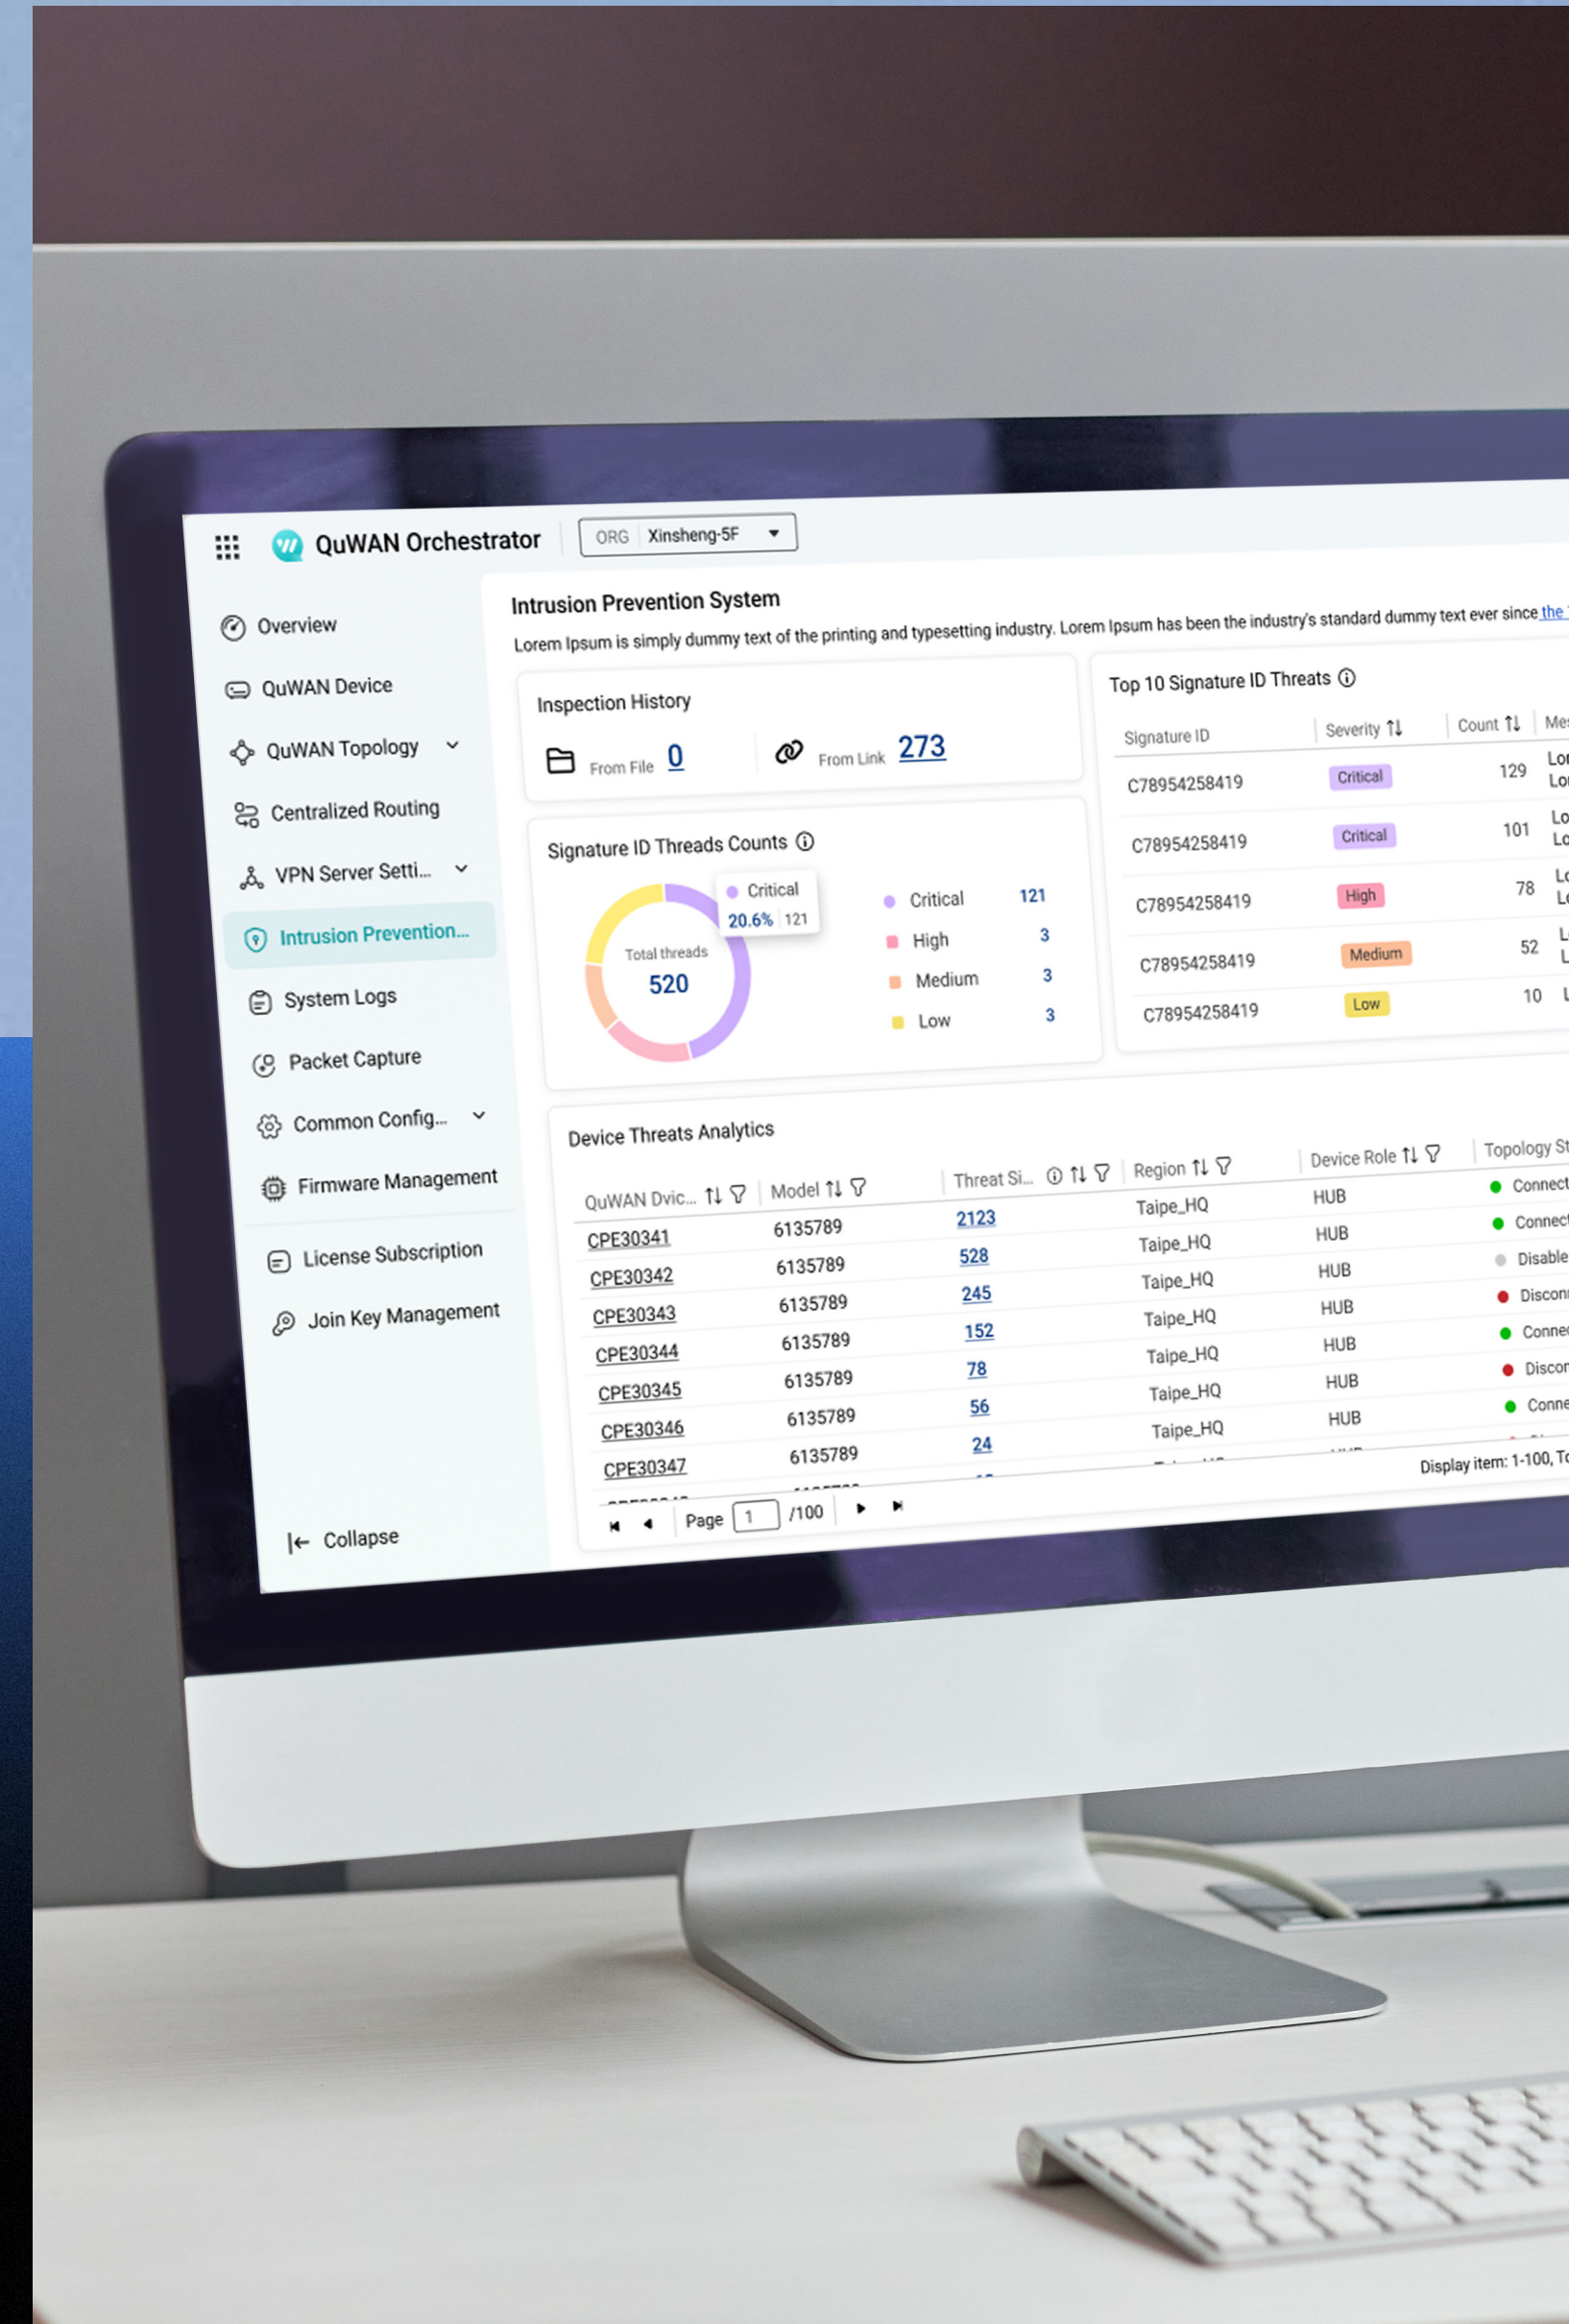 QuWAN Orchestrator
ORG Xinsheng-5F
Overview
QuWAN Device
QuWAN Topology
Centralized Routing
VPN Server Setti...
Intrusion Prevention...
System Logs
Packet Capture
Common Config...
Firmware Management
License Subscription
Join Key Management
Collapse
Intrusion Prevention System
Lorem Ipsum is simply dummy text of the printing and typesetting industry. Lorem Ipsum has been the industry's standard dummy text ever since the
Inspection History
From File 0
From Link 273
Signature ID Threads Counts
Critical
20.6% 121
Total threads
520
Critical 121
High 3
Medium 3
Low 3
Top 10 Signature ID Threats
Signature ID Severity Count
C78954258419 Critical 129
C78954258419 Critical 101
C78954258419 High 78
C78954258419 Medium 52
C78954258419 Low 10
Device Threats Analytics
QuWAN Dvic... Model Threat Si... Region Device Role Topology
CPE30341 6135789 2123 Taipe_HQ HUB
CPE30342 6135789 528 Taipe_HQ HUB
CPE30343 6135789 245 Taipe_HQ HUB
CPE30344 6135789 152 Taipe_HQ HUB
CPE30345 6135789 78 Taipe_HQ HUB
CPE30346 6135789 56 Taipe_HQ HUB
CPE30347 6135789 24 Taipe_HQ HUB
Page 1 /100
Display item: 1-100,